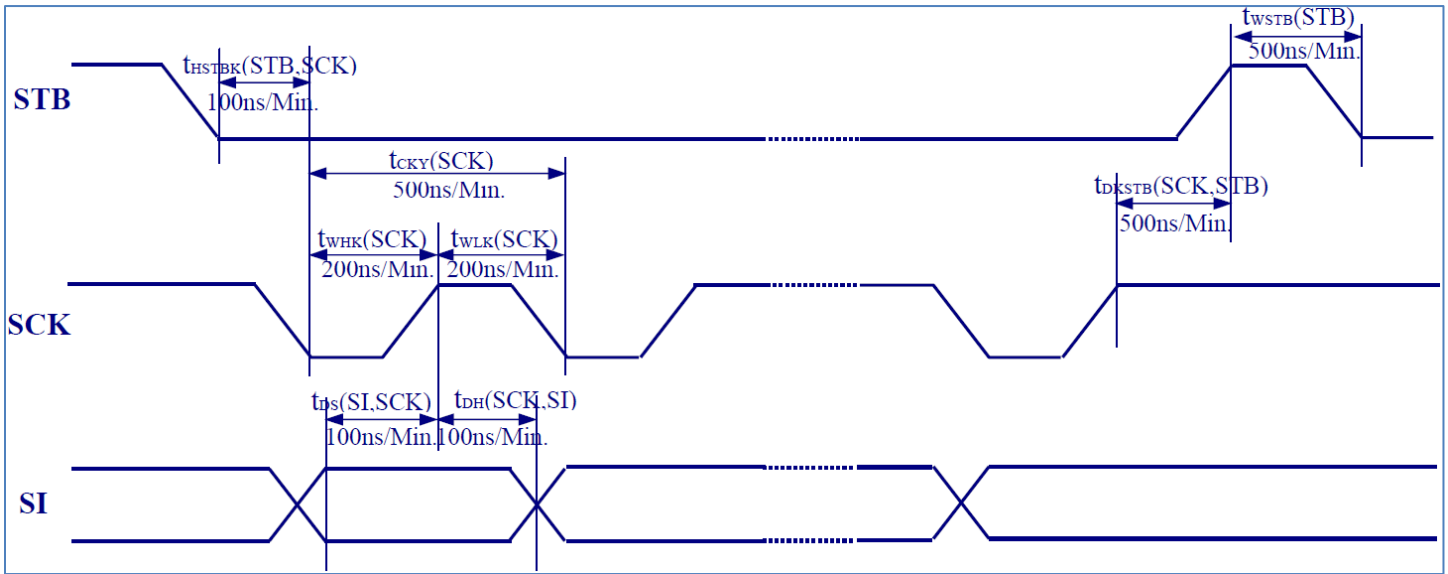 tWSTB(STB)
500ns/Min.
tHSTBK(STB,SCK)
100ns/Min.
STB
tCKY(SCK)
500ns/Min.
tDKSTB(SCK,STB)
500ns/Min.
tWHK(SCK)
200ns/Min.
tWLK(SCK)
200ns/Min.
SCK
tDS(SI,SCK)
100ns/Min.
tDH(SCK,SI)
100ns/Min.
SI